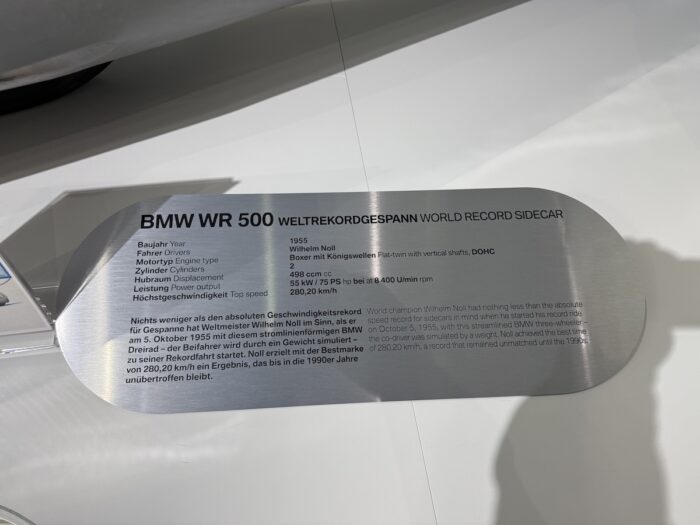 BMW WR 500 WELTREKORDGESPANN WORLD RECORD SIDECAR
Baujahr Year 1955
Fahrer Drivers Wilhelm Noll
Motortyp Engine type Boxer mit Königswellen Flat-twin with vertical shafts, DOHC
Zylinder Cylinders 2
Hubraum Displacement 498 ccm cc
Leistung Power output 55 kW / 75 PS hp bei at 8 400 U/min rpm
Höchstgeschwindigkeit Top speed 280,20 km/h
Nichts weniger als den absoluten Geschwindigkeitsrekord
für Gespanne hat Weltmeister Wilhelm Noll im Sinn, als er
am 5. Oktober 1955 mit diesem stromlinienförmigen BMW
Dreirad – der Beifahrer wird durch ein Gewicht simuliert –
zu seiner Rekordfahrt startet. Noll erzielt mit der Bestmarke
von 280,20 km/h ein Ergebnis, das bis in die 1990er Jahre
unübertroffen bleibt.
World champion Wilhelm Noll had nothing less than the absolute
speed record for sidecars in mind when he started his record ride
on October 5, 1955, with this streamlined BMW three-wheeler –
the co-driver was simulated by a weight. Noll achieved the best time
of 280,20 km/h, a record that remained unmatched until the 1990s.